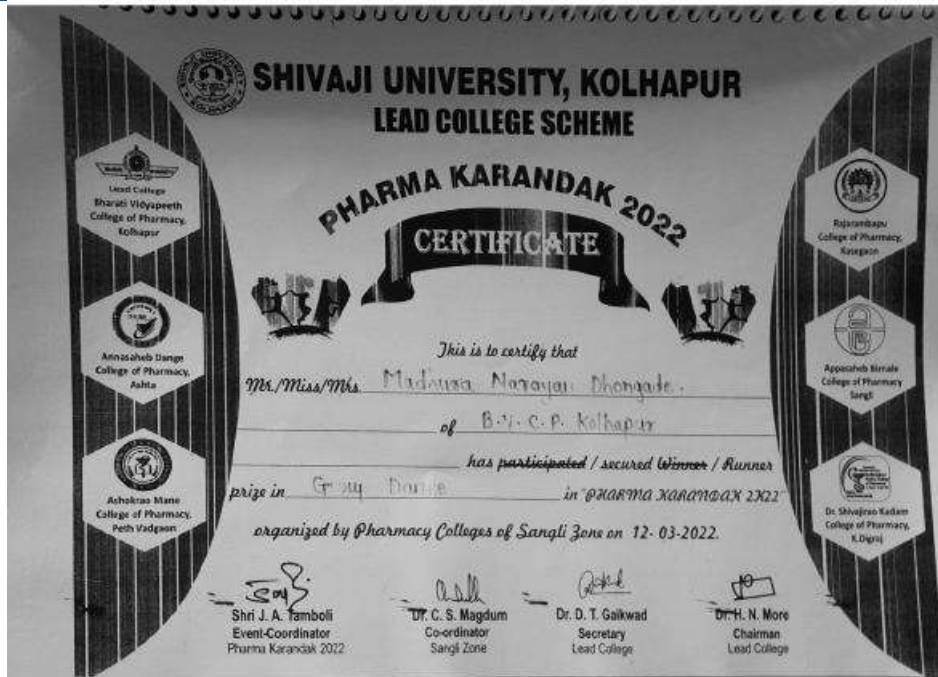 SHIVAJI UNIVERSITY, KOLHAPUR
LEAD COLLEGE SCHEME
PHARMA KARANDAK 2022
CERTIFICATE
Lead College
Bharati Vidyapeeth
College of Pharmacy,
Kolhapur
Annasaheb Dange
College of Pharmacy,
Ashta
Ashokrao Mane
College of Pharmacy,
Peth Vadgaon
Rajarambapu
College of Pharmacy,
Kasegaon
Appasaheb Birnale
College of Pharmacy
Sangli
Dr. Shivajirao Kadam
College of Pharmacy,
K.Digraj
This is to certify that
Mr./Miss/Mrs. Madhura Narayan Dhongade.
of B.V.C.P. Kolhapur
has participated / secured Winner / Runner
prize in Dance in "PHARMA KARANDAK 2K22"
organized by Pharmacy Colleges of Sangli Zone on 12-03-2022.
Shri J. A. Tamboli
Event-Coordinator
Pharma Karandak 2022
Dr. C. S. Magdum
Co-ordinator
Sangli Zone
Dr. D. T. Gaikwad
Secretary
Lead College
Dr. H. N. More
Chairman
Lead College